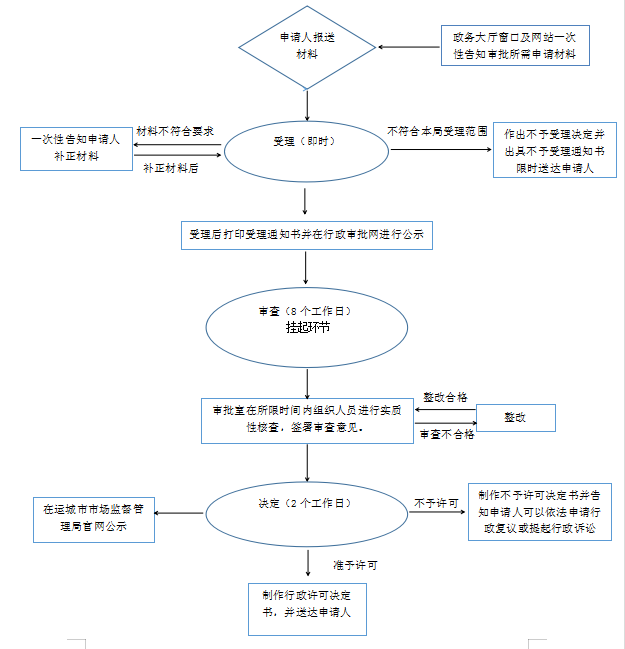 申请人报送
材料
政务大厅窗口及网站一次
性告知审批所需申请材料
一次性告知申请人
补正材料
材料不符合要求
补正材料后
受理（即时）
不符合本局受理范围
作出不予受理决定并
出具不予受理通知书
限时送达申请人
受理后打印受理通知书并在行政审批网进行公示
审查（8 个工作日）
挂起环节
审批室在所限时间内组织人员进行实质
性核查，签署审查意见。
整改合格
审查不合格
整改
在运城市市场监督管
理局官网公示
决定（2 个工作日）
不予许可
制作不予许可决定书并告
知申请人可以依法申请行
政复议或提起行政诉讼
准予许可
制作行政许可决定
书，并送达申请人